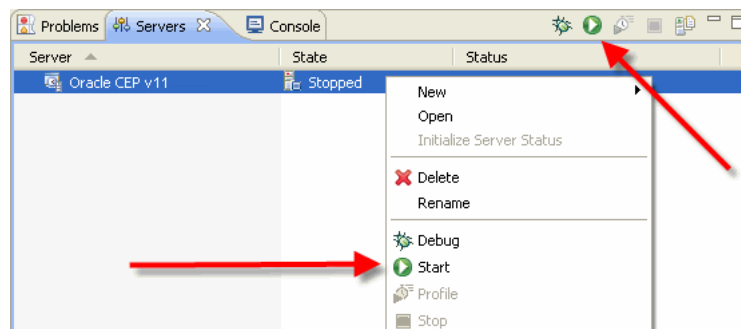 Problems Servers Console
Server State Status
Oracle CEP v11 Stopped
New
Open
Initialize Server Status
Delete
Rename
Debug
Start
Profile
Stop